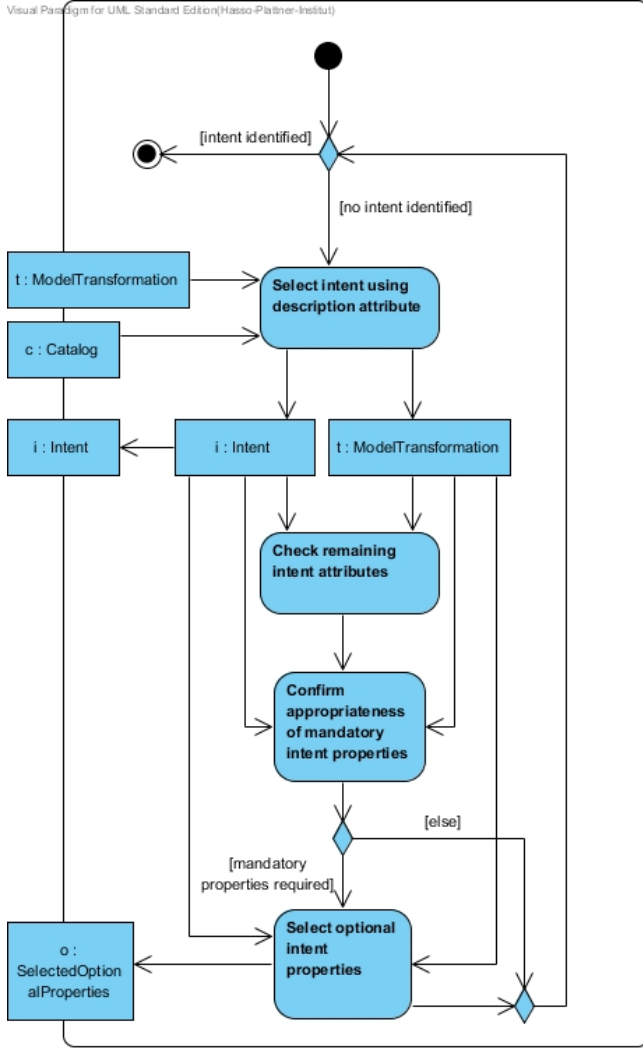 Visual Paradigm for UML Standard Edition(Hasso-Plattner-Institut)
[intent identified]
[no intent identified]
t : ModelTransformation
Select intent using
description attribute
c : Catalog
i : Intent
i : Intent
t : ModelTransformation
Check remaining
intent attributes
Confirm
appropriateness
of mandatory
intent properties
[else]
[mandatory
properties required]
Select optional
intent
properties
o :
SelectedOption
alProperties